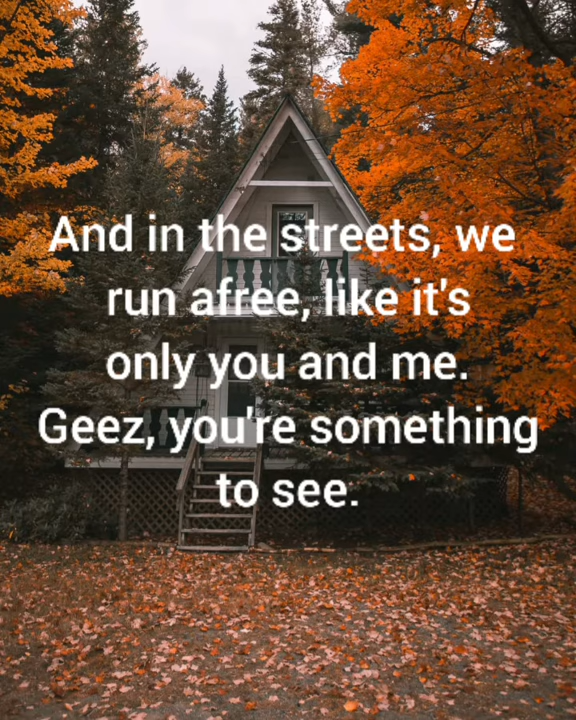 And in the streets, we
run afree, like it's
only you and me.
Geez, you're something
to see.